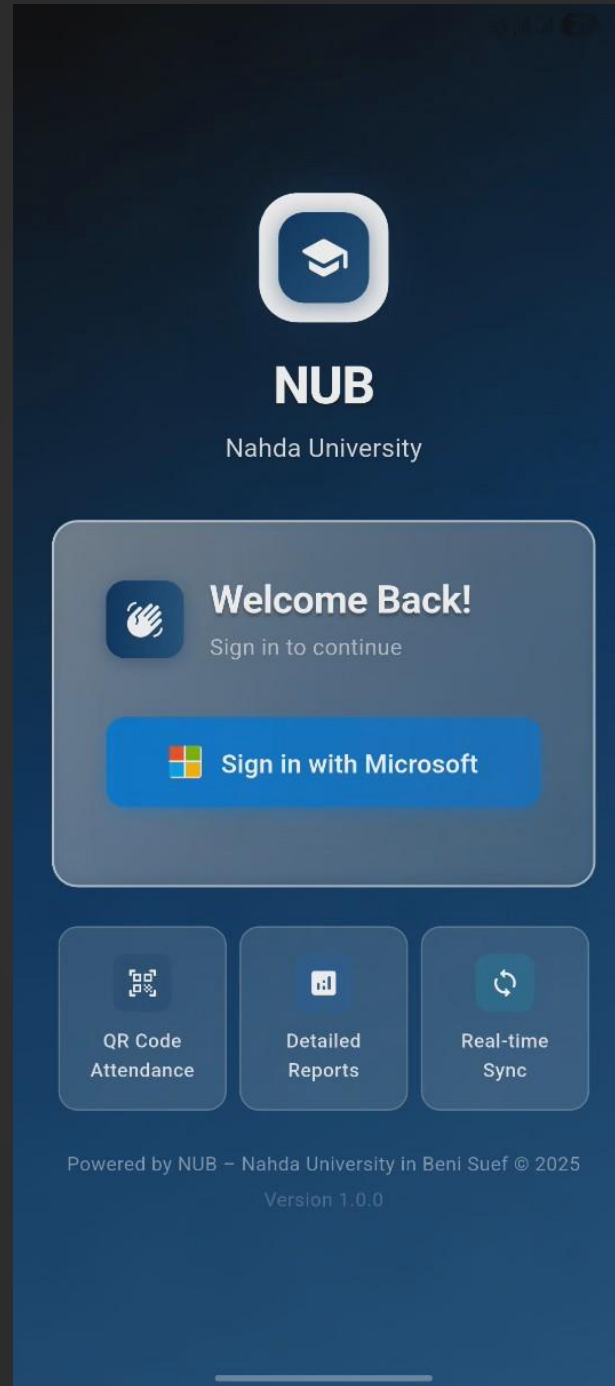 NUB
Nahda University
Welcome Back!
Sign in to continue
Sign in with Microsoft
QR Code
Attendance
Detailed
Reports
Real-time
Sync
Powered by NUB – Nahda University in Beni Suef © 2025
Version 1.0.0